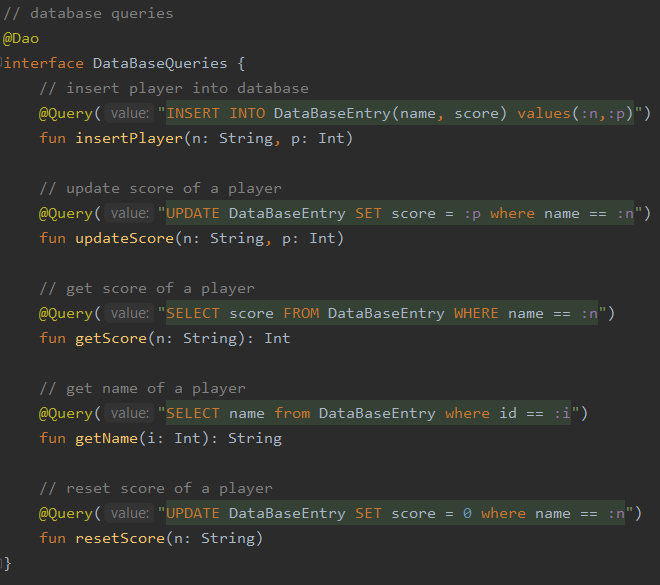 // database queries
@Dao
interface DataBaseQueries {
    // insert player into database
    @Query( value: "INSERT INTO DataBaseEntry(name, score) values(:n,:p)")
    fun insertPlayer(n: String, p: Int)

    // update score of a player
    @Query( value: "UPDATE DataBaseEntry SET score = :p where name == :n")
    fun updateScore(n: String, p: Int)

    // get score of a player
    @Query( value: "SELECT score FROM DataBaseEntry WHERE name == :n")
    fun getScore(n: String): Int

    // get name of a player
    @Query( value: "SELECT name from DataBaseEntry where id == :i")
    fun getName(i: Int): String

    // reset score of a player
    @Query( value: "UPDATE DataBaseEntry SET score = 0 where name == :n")
    fun resetScore(n: String)
}